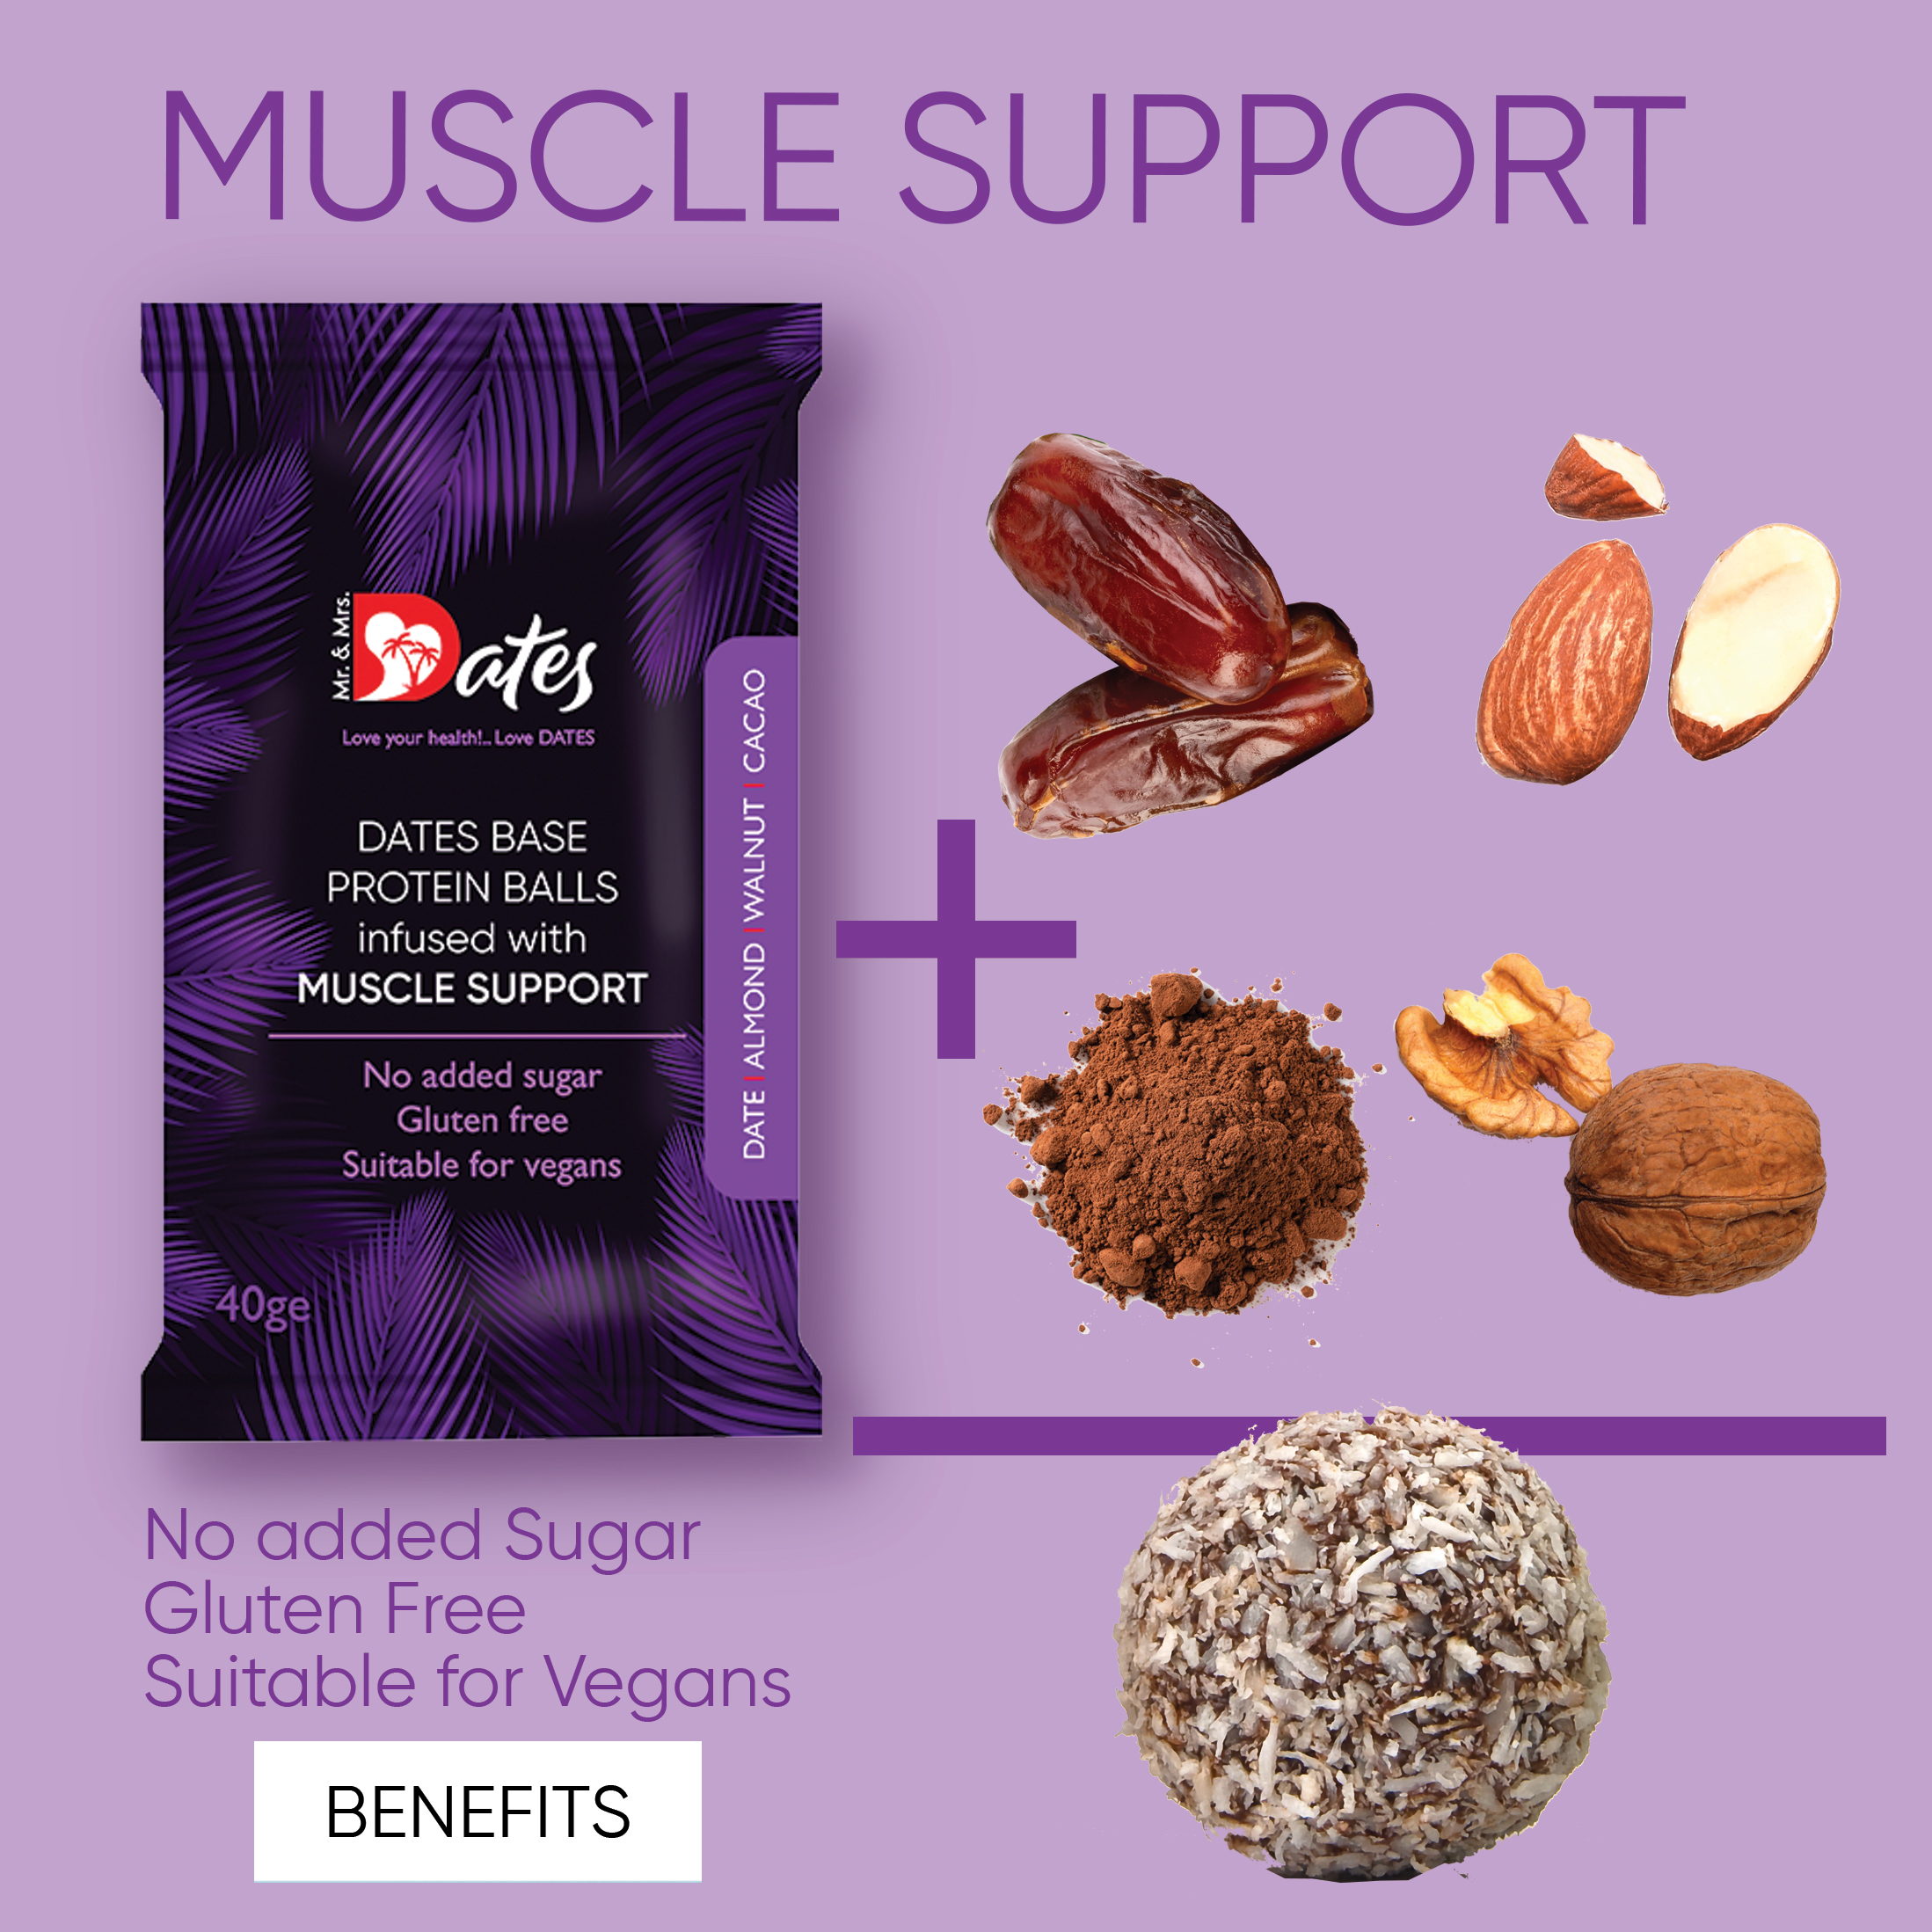 MUSCLE SUPPORT
Mr. & Mrs.
Dates
Love your health!.. Love DATES
DATES BASE
PROTEIN BALLS
infused with
MUSCLE SUPPORT
No added sugar
Gluten free
Suitable for vegans
40ge
DATE | ALMOND | WALNUT | CACAO
No added Sugar
Gluten Free
Suitable for Vegans
BENEFITS